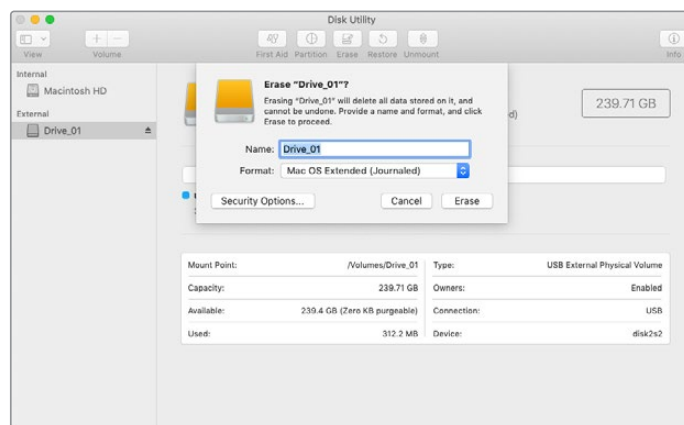 Disk Utility
View
Volume
First Aid Partition Erase Restore Unmount
Info
Internal
Macintosh HD
External
Drive_01
Erase "Drive_01"?
Erasing "Drive_01" will delete all data stored on it, and
cannot be undone. Provide a name and format, and click
Erase to proceed.
Name: Drive_01
Format: Mac OS Extended (Journaled)
Security Options... Cancel Erase
ed)
239.71 GB
Mount Point: /Volumes/Drive_01
Type: USB External Physical Volume
Capacity: 239.71 GB
Owners: Enabled
Available: 239.4 GB (Zero KB purgeable)
Connection: USB
Used: 312.2 MB
Device: disk2s2